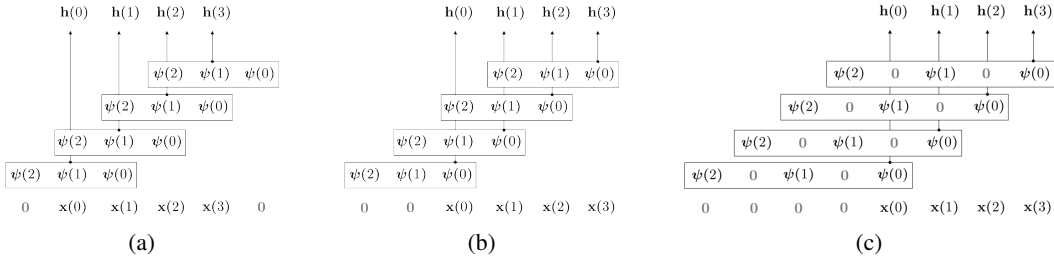 h(0) h(1) h(2) h(3)
ψ(2) ψ(1) ψ(0)
ψ(2) ψ(1) ψ(0)
ψ(2) ψ(1) ψ(0)
ψ(2) ψ(1) ψ(0)
0 x(0) x(1) x(2) x(3) 0
(a)
h(0) h(1) h(2) h(3)
ψ(2) ψ(1) ψ(0)
ψ(2) ψ(1) ψ(0)
ψ(2) ψ(1) ψ(0)
ψ(2) ψ(1) ψ(0)
0 0 x(0) x(1) x(2) x(3)
(b)
h(0) h(1) h(2) h(3)
ψ(2) 0 ψ(1) 0 ψ(0)
ψ(2) 0 ψ(1) 0 ψ(0)
ψ(2) 0 ψ(1) 0 ψ(0)
ψ(2) 0 ψ(1) 0 ψ(0)
0 0 0 0 x(0) x(1) x(2) x(3)
(c)